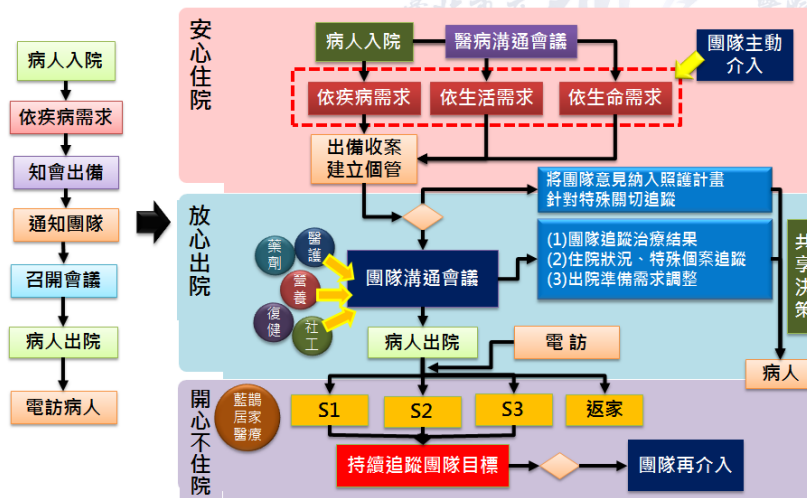 病人入院
依疾病需求
知會出備
通知團隊
召開會議
病人出院
電訪病人
安心住院
病人入院
醫病溝通會議
團隊主動
介入
依疾病需求
依生活需求
依生命需求
出備收案
建立個管
放心出院
將團隊意見納入照護計畫
針對特殊關切追蹤
藥劑
醫護
營養
復健
社工
團隊溝通會議
(1)團隊追蹤治療結果
(2)住院狀況、特殊個案追蹤
(3)出院準備需求調整
共享決策
病人出院
電訪
病人
開心不住院
藍鵲
居家
醫療
S1
S2
S3
返家
持續追蹤團隊目標
團隊再介入